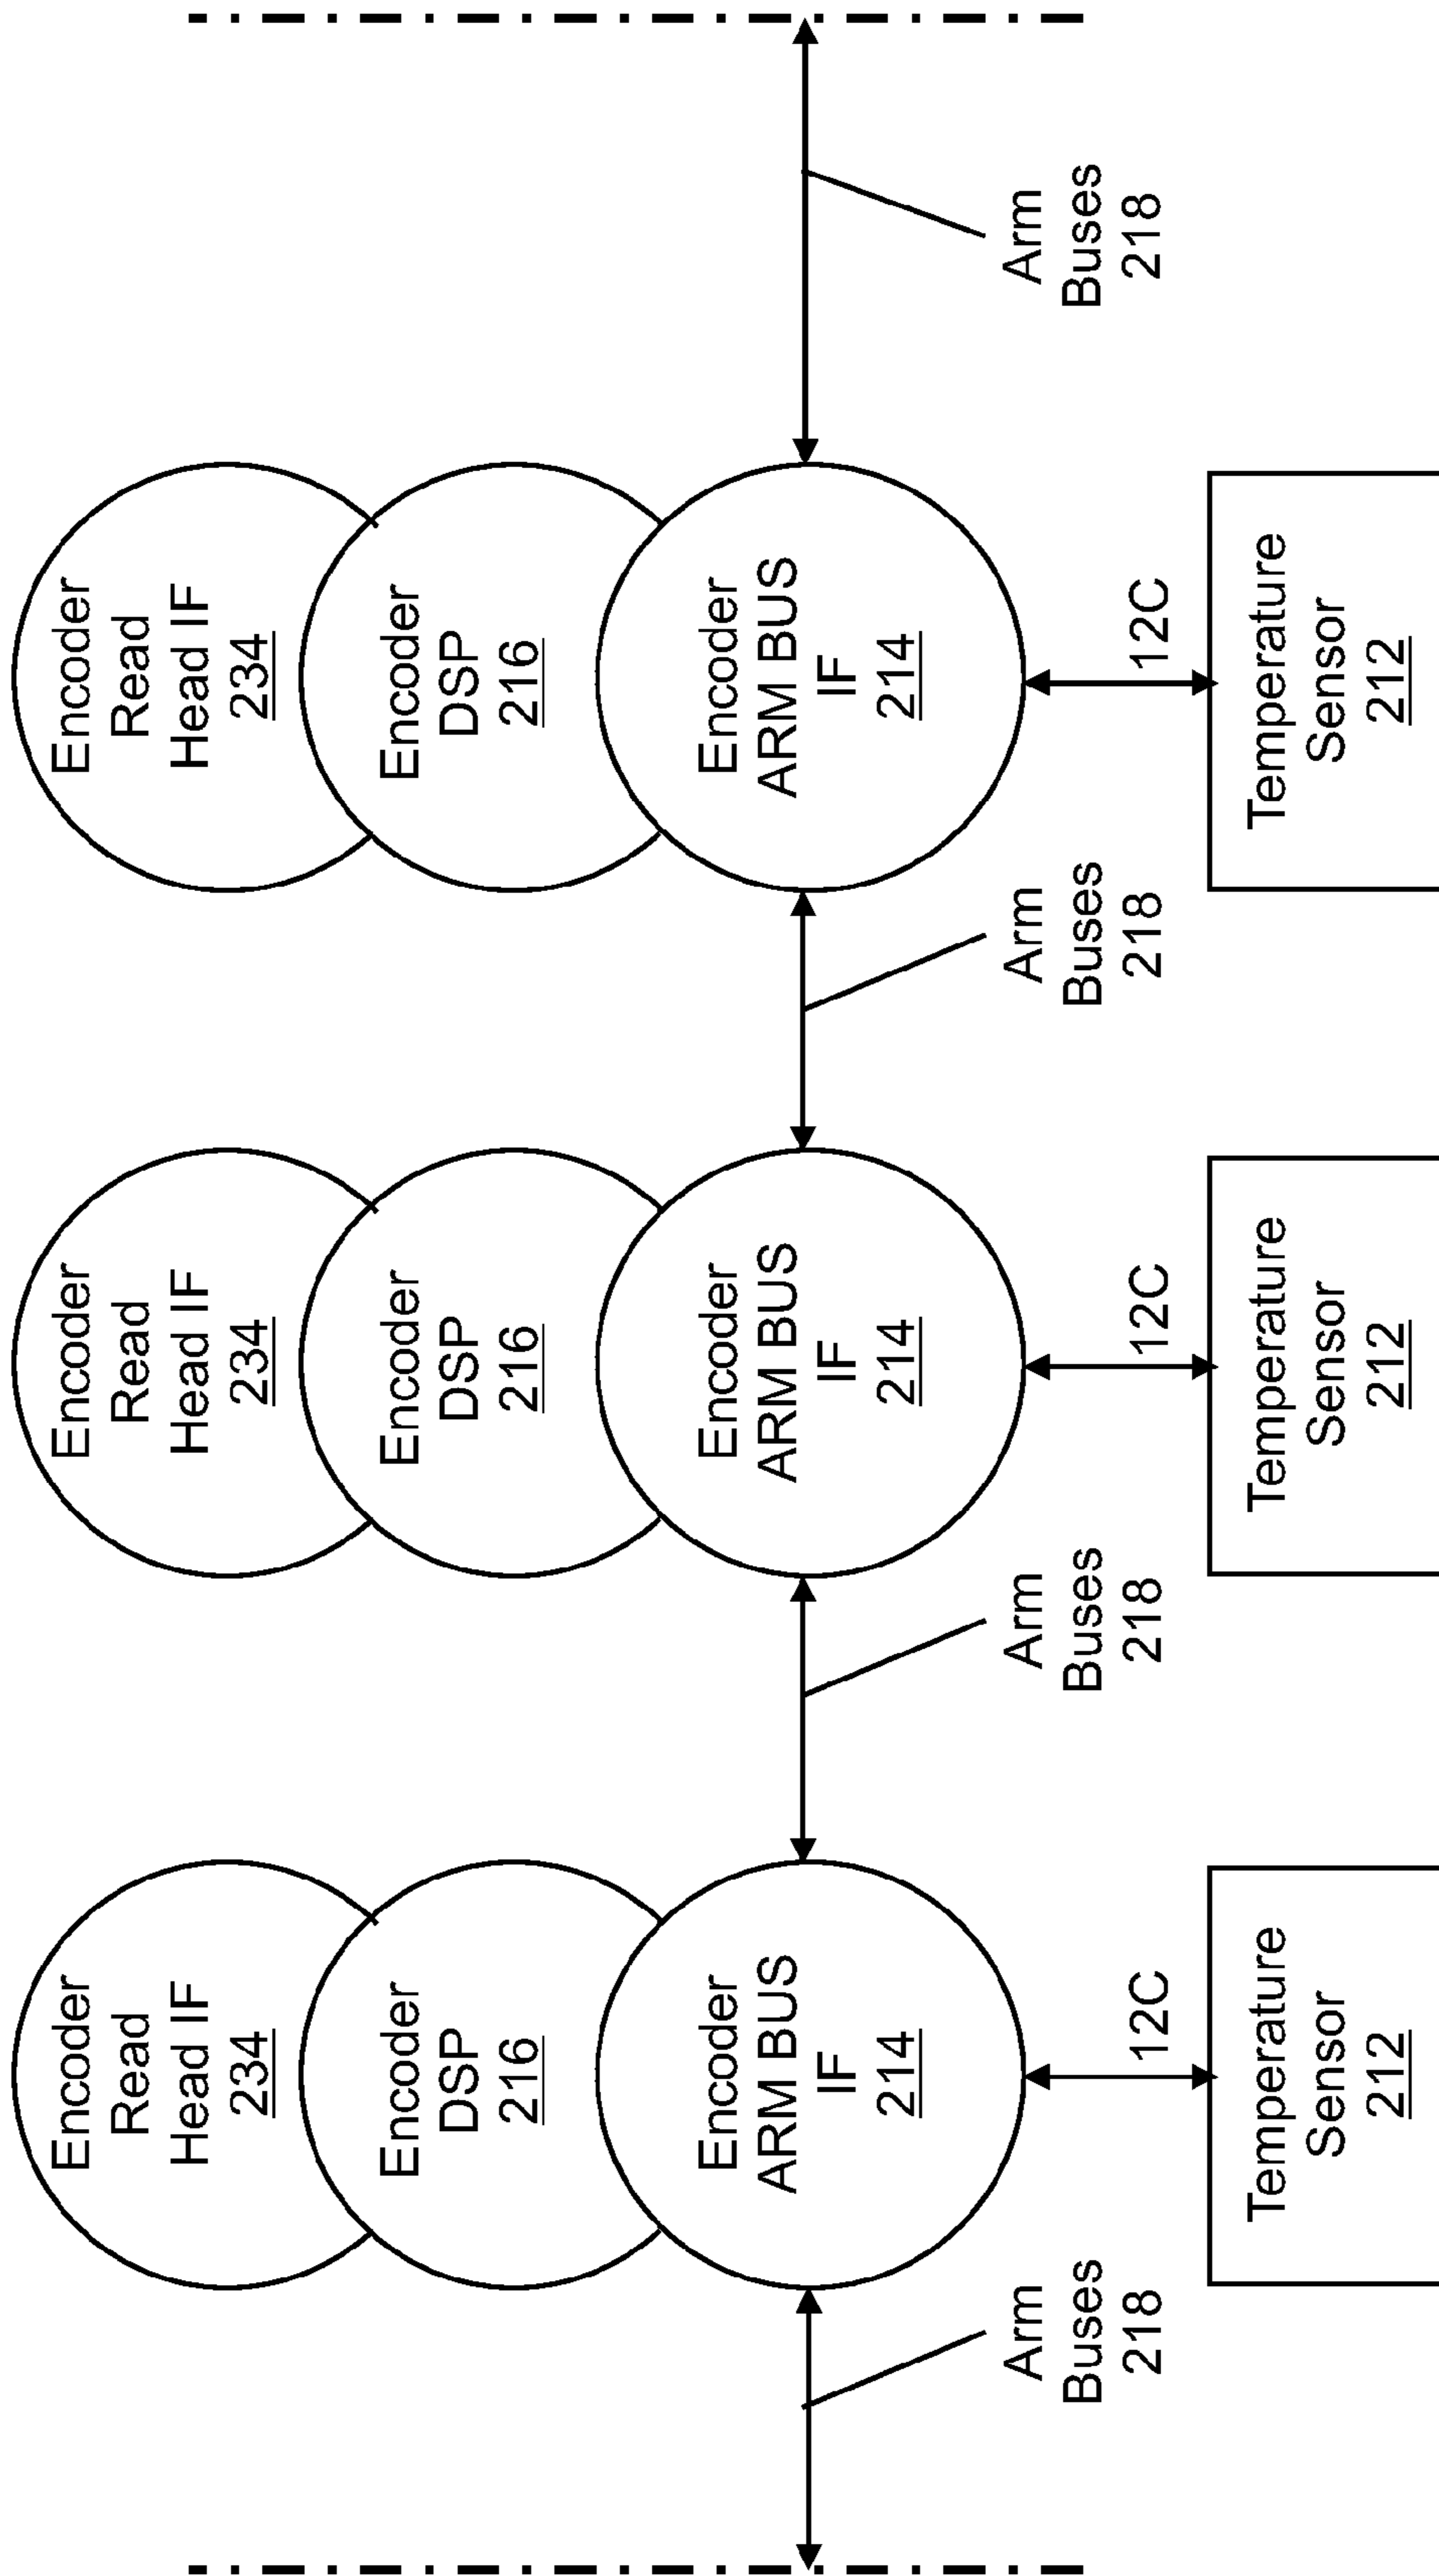 Encoder
Read
Head IF
234
Encoder
DSP
216
Encoder
ARM BUS
IF
214
Arm
Buses
218
12C
Temperature
Sensor
212
Encoder
Read
Head IF
234
Encoder
DSP
216
Encoder
ARM BUS
IF
214
Arm
Buses
218
12C
Temperature
Sensor
212
Encoder
Read
Head IF
234
Encoder
DSP
216
Encoder
ARM BUS
IF
214
Arm
Buses
218
12C
Temperature
Sensor
212
Arm
Buses
218